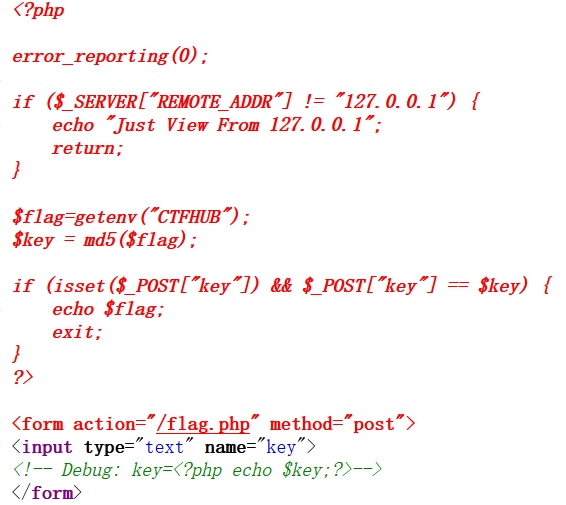 <?php
error_reporting(0);
if ($_SERVER["REMOTE_ADDR"] != "127.0.0.1") {
echo "Just View From 127.0.0.1";
return;
}
$flag=getenv("CTFHUB");
$key = md5($flag);
if (isset($_POST["key"]) && $_POST["key"] == $key) {
echo $flag;
exit;
}
?>
<form action="/flag.php" method="post">
<input type="text" name="key">
<!-- Debug: key=<?php echo $key;?>-->
</form>